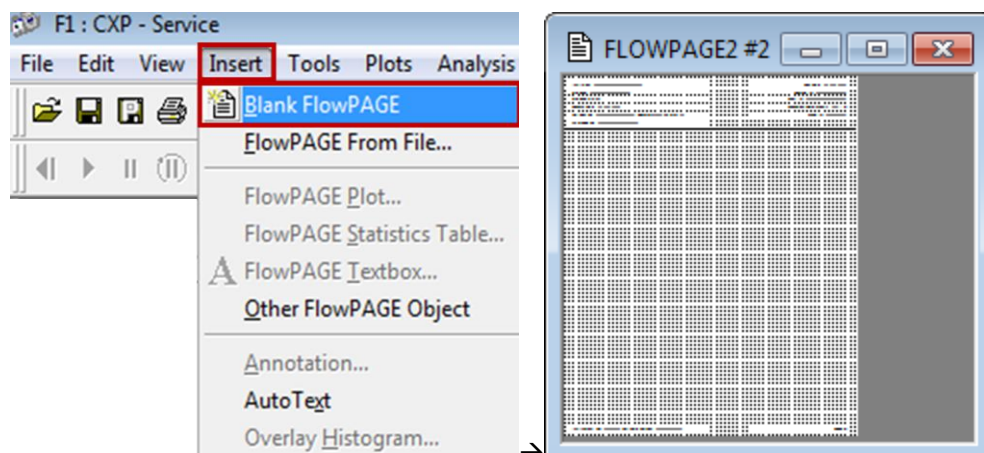 F1 : CXP - Service
File Edit View Insert Tools Plots Analysis
Blank FlowPAGE
FlowPAGE From File...
FlowPAGE Plot...
FlowPAGE Statistics Table...
A FlowPAGE Textbox...
Other FlowPAGE Object
Annotation...
AutoText
Overlay Histogram...
→
FLOWPAGE2 #2